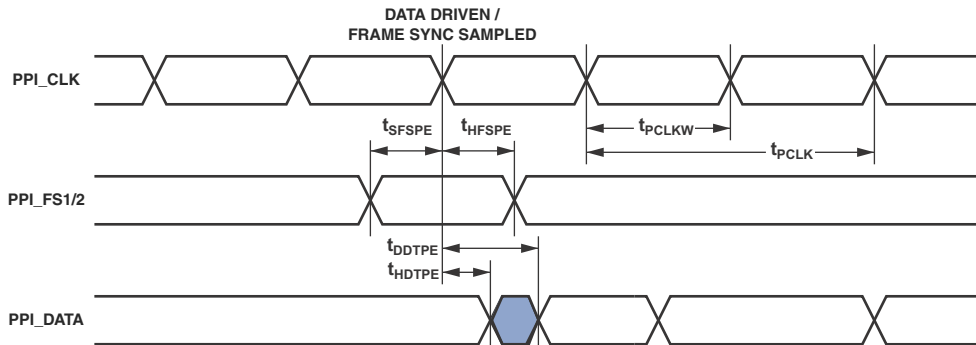 DATA DRIVEN /
FRAME SYNC SAMPLED
PPI_CLK
tSFSPE
tHFSPE
tPCLKW
tPCLK
PPI_FS1/2
tDDTPE
tHDTPE
PPI_DATA